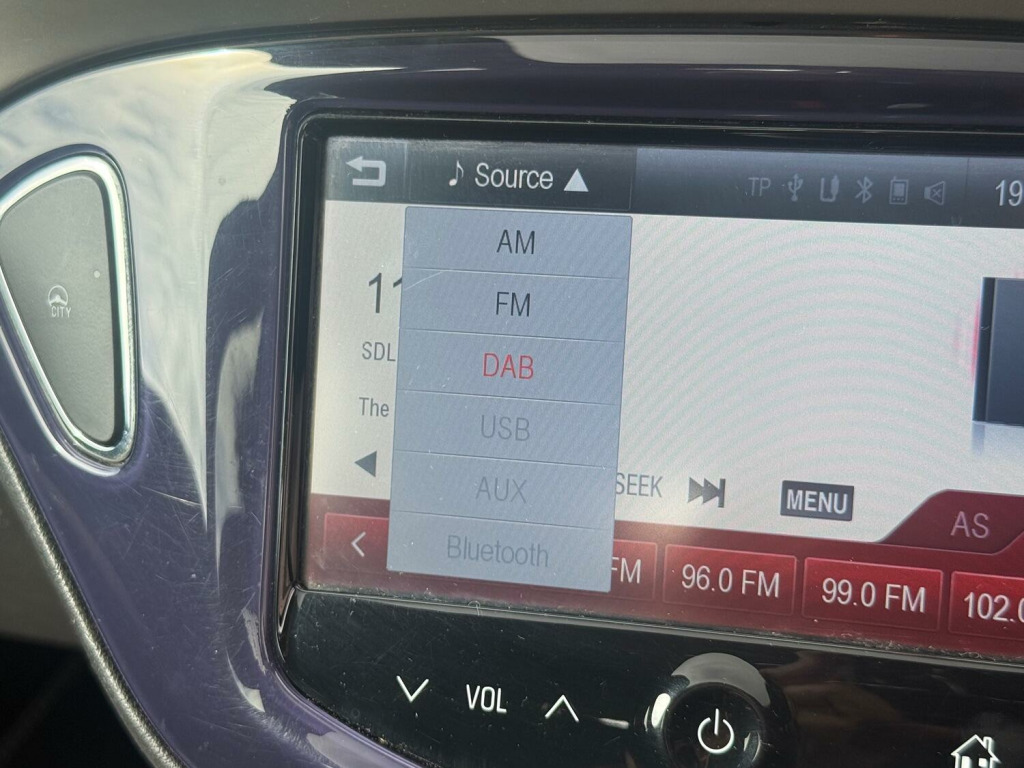 Source
TP
19
AM
11
FM
SDL
DAB
The
USB
AUX
SEEK
MENU
AS
Bluetooth
FM
96.0 FM
99.0 FM
102.0
VOL
CITY